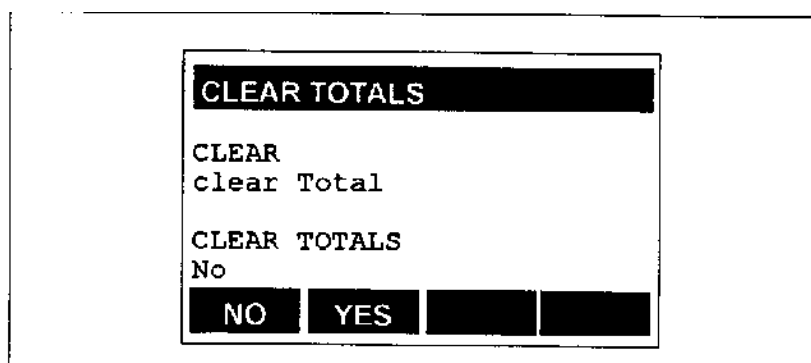 CLEAR TOTALS
CLEAR
clear Total
CLEAR TOTALS
No
NO YES